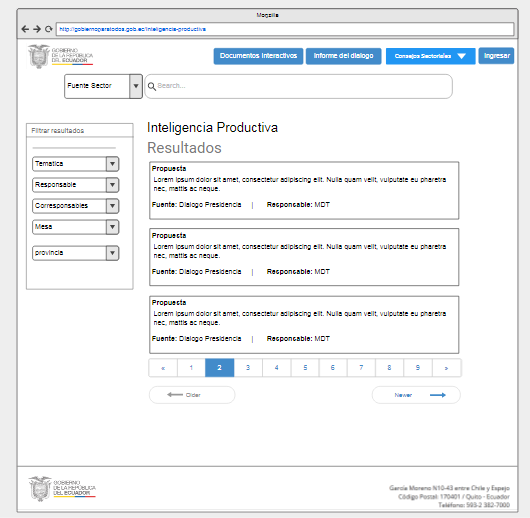 Mozilla
http://gobiernoparatodos.gob.ec/inteligencia-productiva
GOBIERNO
DE LA REPÚBLICA
DEL ECUADOR
Documentos Interactivos
Informe del dialogo
Consejos Sectoriales
Ingresar
Fuente Sector
Search...
Filtrar resultados
Tematica
Responsable
Corresponsables
Mesa
provincia
Inteligencia Productiva
Resultados
Propuesta
Lorem ipsum dolor sit amet, consectetur adipiscing elit. Nulla quam velit, vulputate eu pharetra
nec, mattis ac neque.
Fuente: Dialogo Presidencia | Responsable: MDT
Propuesta
Lorem ipsum dolor sit amet, consectetur adipiscing elit. Nulla quam velit, vulputate eu pharetra
nec, mattis ac neque.
Fuente: Dialogo Presidencia | Responsable: MDT
Propuesta
Lorem ipsum dolor sit amet, consectetur adipiscing elit. Nulla quam velit, vulputate eu pharetra
nec, mattis ac neque.
Fuente: Dialogo Presidencia | Responsable: MDT
« 1 2 3 4 5 6 7 8 9 »
Older
Newer
GOBIERNO
DE LA REPÚBLICA
DEL ECUADOR
García Moreno N10-43 entre Chile y Espejo
Código Postal: 170401 / Quito - Ecuador
Teléfono: 593-2 382-7000